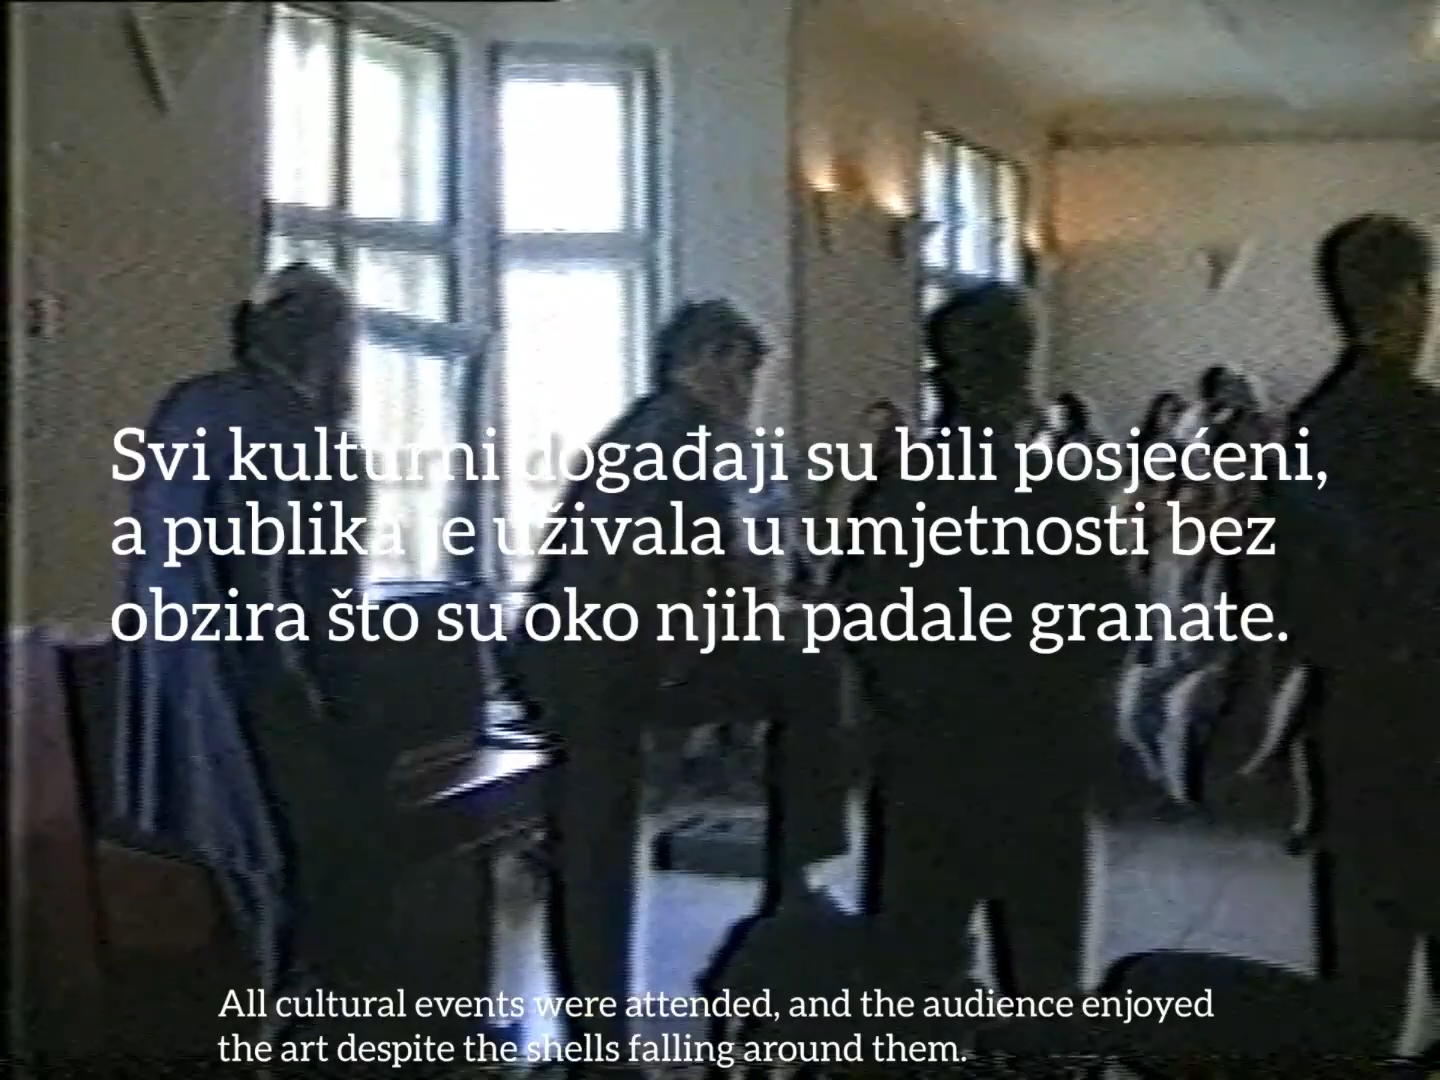 Svi kulturni događaji su bili posjećeni,
a publika je uživala u umjetnosti bez
obzira što su oko njih padale granate.
All cultural events were attended, and the audience enjoyed
the art despite the shells falling around them.